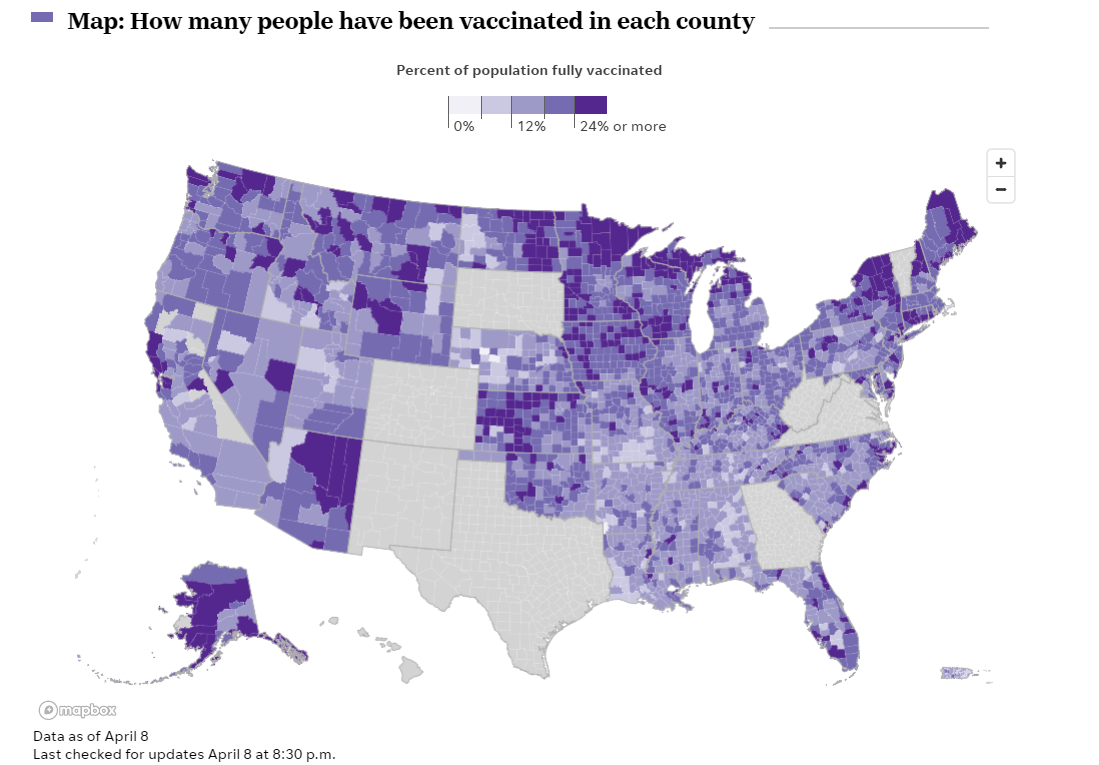 Map: How many people have been vaccinated in each county
Percent of population fully vaccinated
0% 12% 24% or more
+
−
mapbox
Data as of April 8
Last checked for updates April 8 at 8:30 p.m.